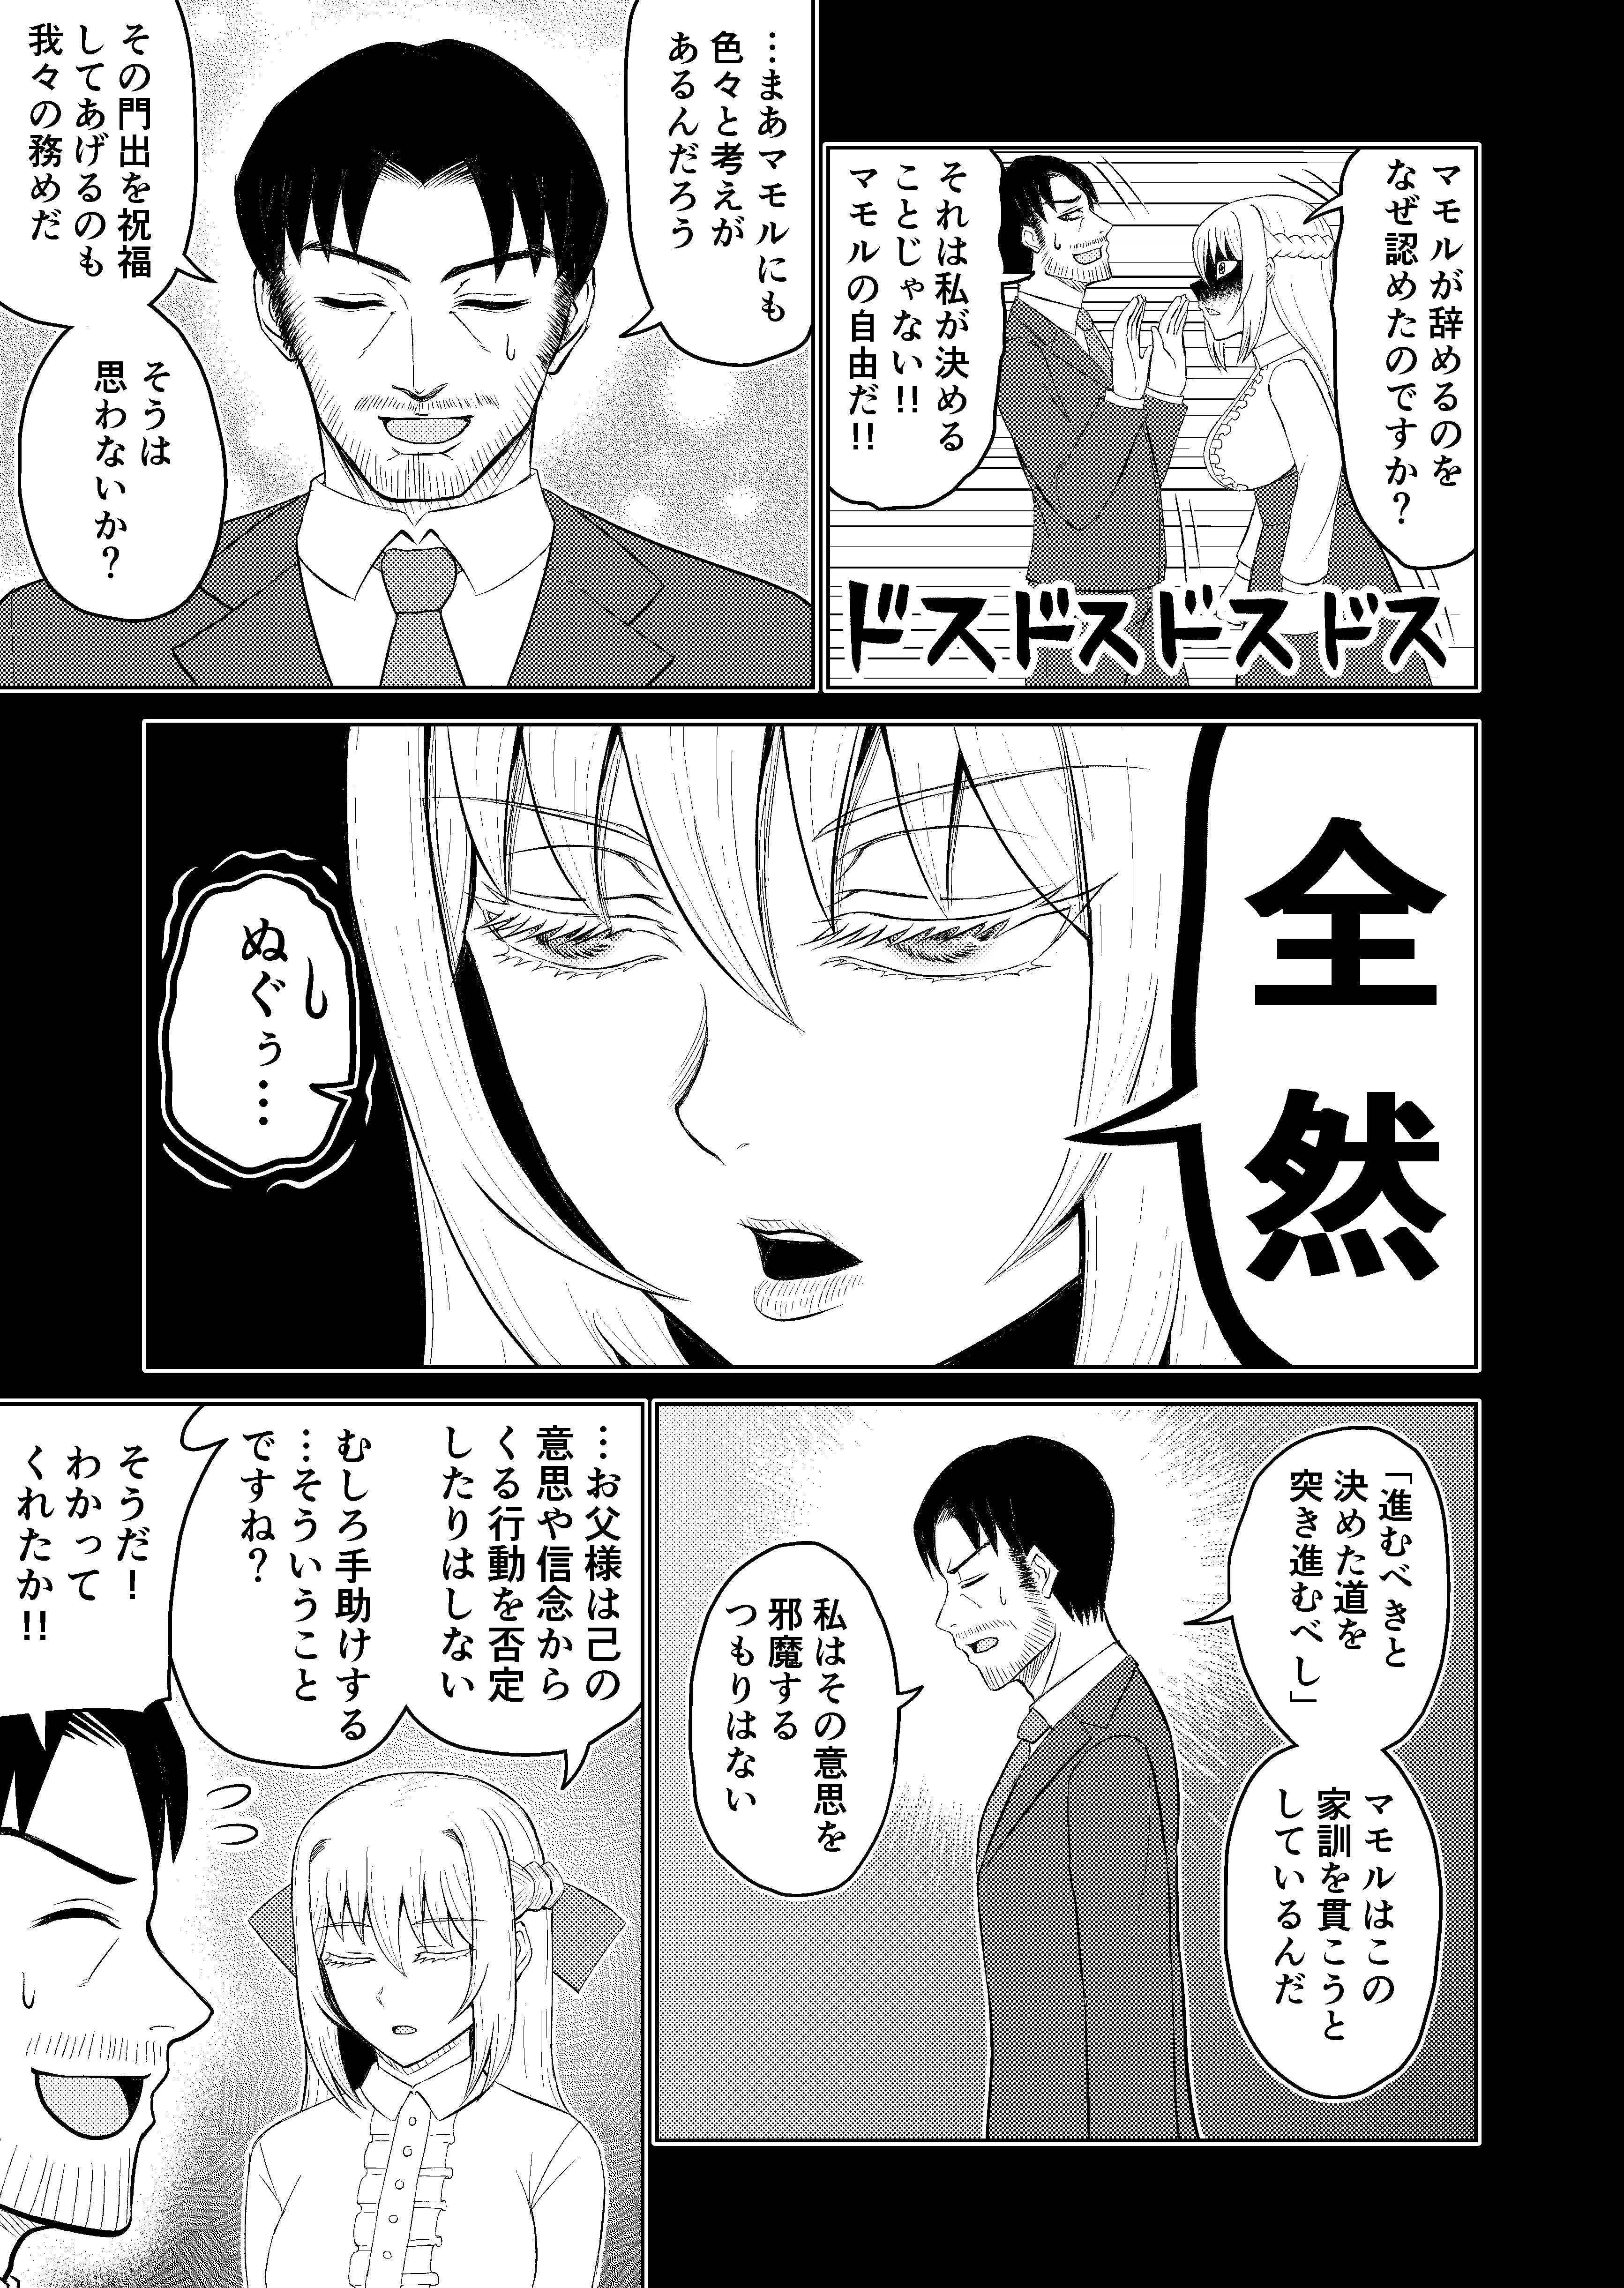 マモルが辞めるのを
なぜ認めたのですか？
それは私が決める
ことじゃない!!
マモルの自由だ!!
ドスドスドスドス
…まあマモルにも
色々と考えが
あるんだろう
その門出を祝福
してあげるのも
我々の務めだ
そうは
思わないか？
全然
ぬぐぅ…
「進むべきと
決めた道を
突き進むべし」
マモルはこの
家訓を貫こうと
しているんだ
私はその意思を
邪魔する
つもりはない
…お父様は己の
意思や信念から
くる行動を否定
したりはしない
むしろ手助けする
…そういうこと
ですね？
そうだ！
わかって
くれたか!!